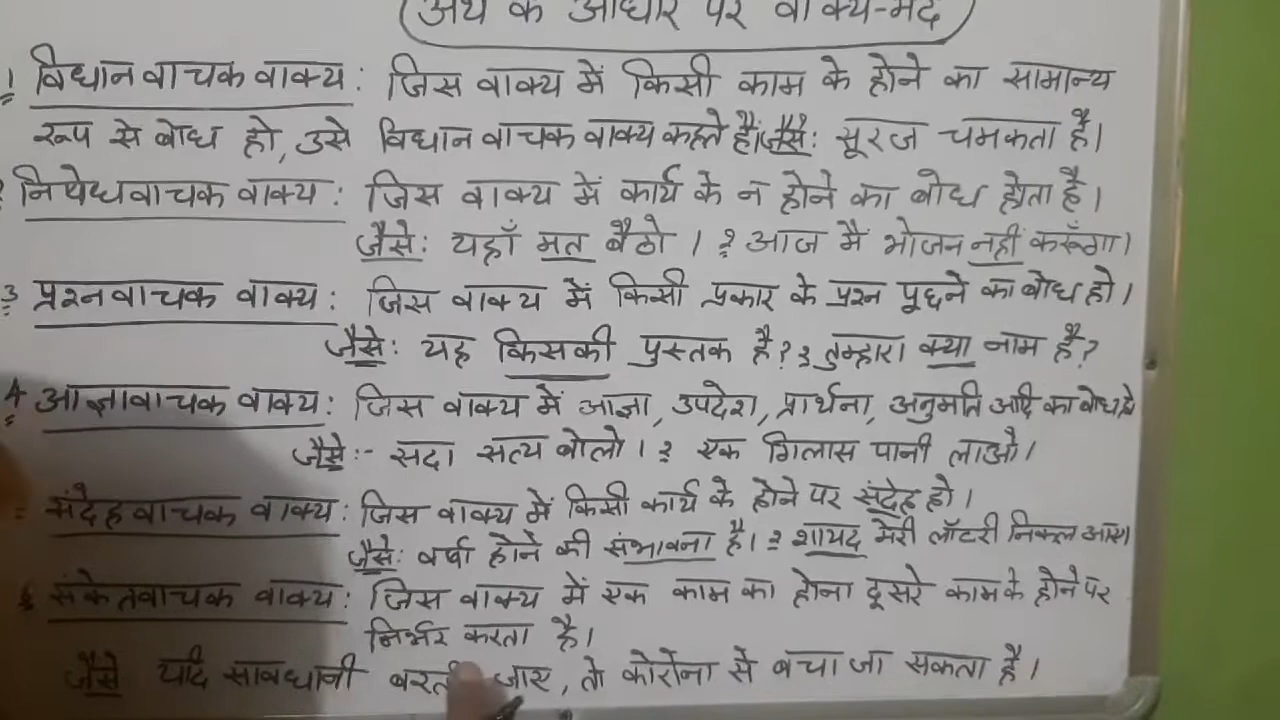 अर्थ के आधार पर वाक्य-भेद
1 विधानवाचक वाक्य : जिस वाक्य में किसी काम के होने का सामान्य
रूप से बोध हो, उसे विधानवाचक वाक्य कहते हैं। जैसे: सूरज चमकता है।
निषेधवाचक वाक्य : जिस वाक्य में कार्य के न होने का बोध होता है।
जैसे: यहाँ मत बैठो । 2 आज मैं भोजन नहीं करूँगा।
3 प्रश्नवाचक वाक्य : जिस वाक्य में किसी प्रकार के प्रश्न पूछने का बोध हो।
जैसे: यह किसकी पुस्तक है? 2 तुम्हारा क्या नाम है?
4 आज्ञावाचक वाक्य : जिस वाक्य में आज्ञा, उपदेश, प्रार्थना, अनुमति आदि का बोध हो
जैसे:- सदा सत्य बोलो । 2 एक गिलास पानी लाओ।
संदेहवाचक वाक्य : जिस वाक्य में किसी कार्य के होने पर संदेह हो।
जैसे: वर्षा होने की संभावना है। 2 शायद मेरी लॉटरी निकल आए।
6 संकेतवाचक वाक्य : जिस वाक्य में एक काम का होना दूसरे काम के होने पर
निर्भर करता है।
जैसे यदि सावधानी बरती जाए, तो कोरोना से बचा जा सकता है।